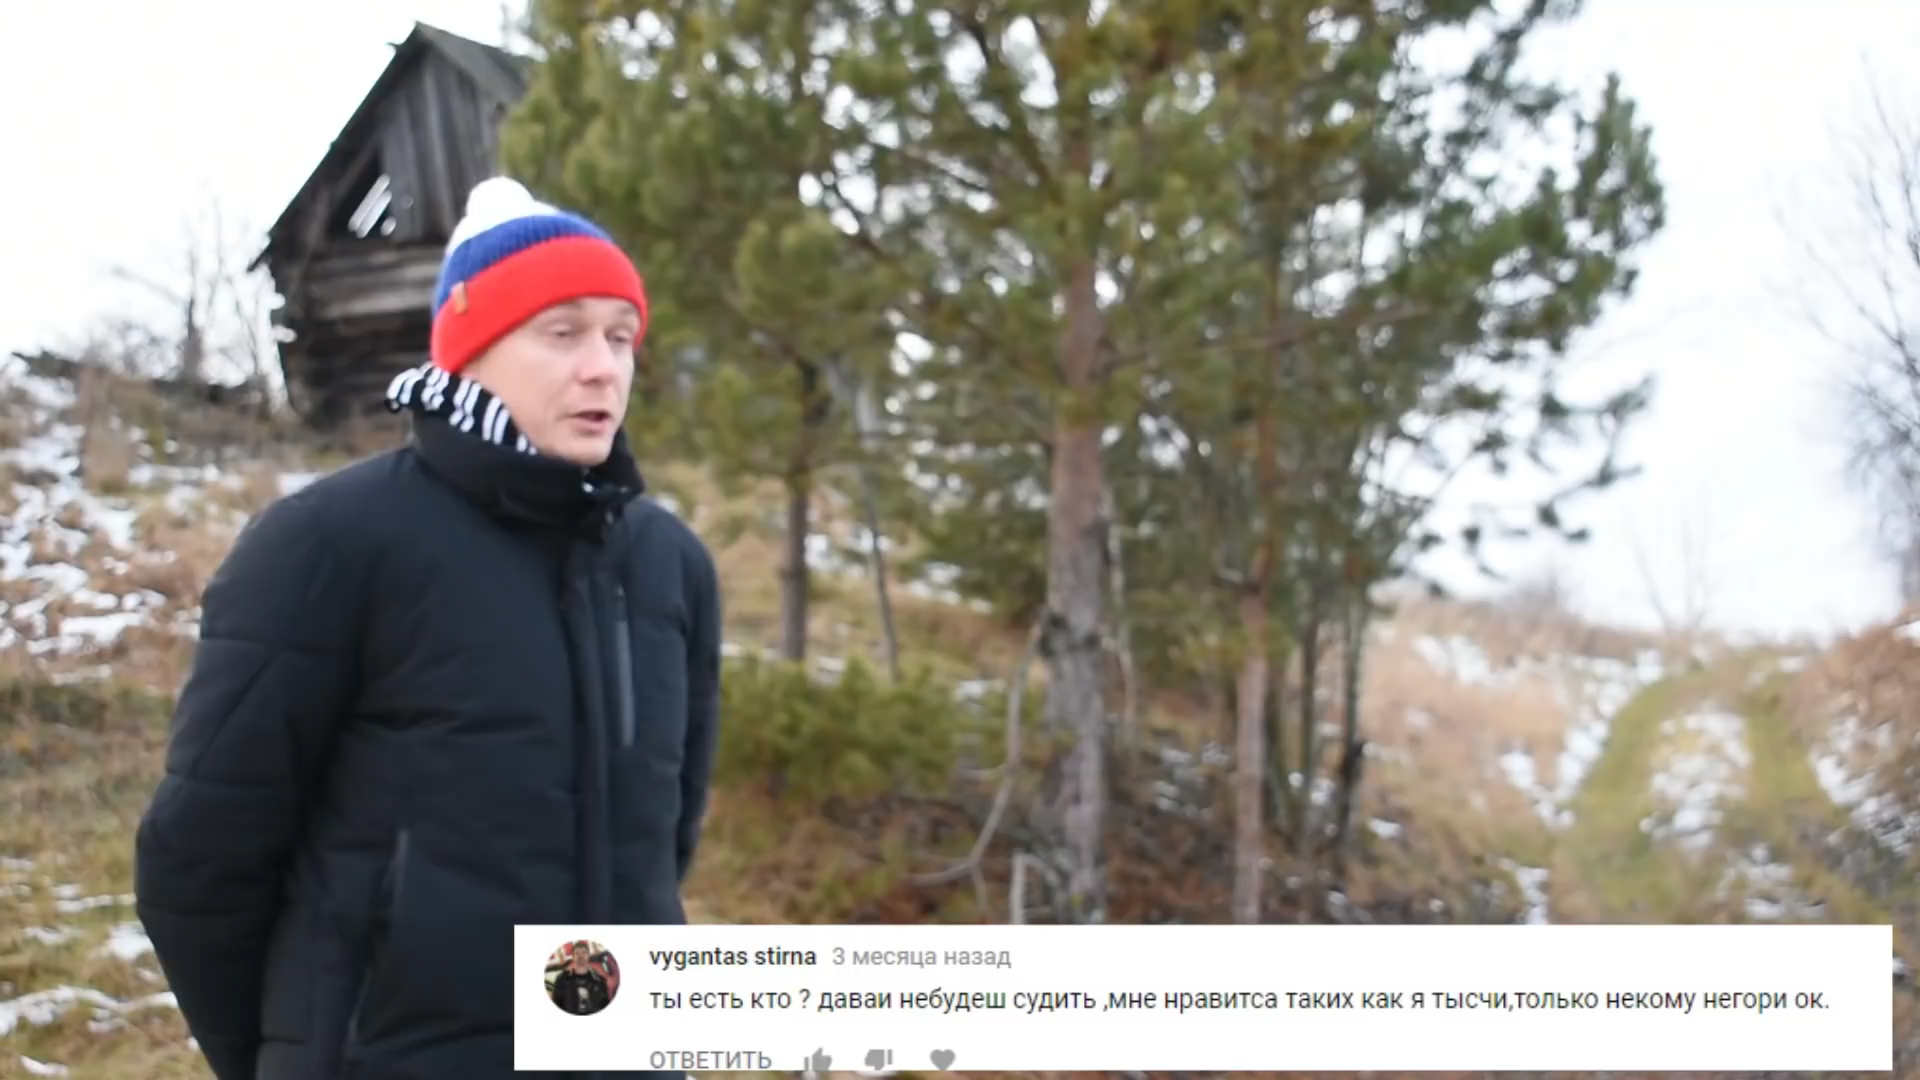 vygantas stirna 3 месяца назад
ты есть кто ? даваи небудеш судить ,мне нравитса таких как я тысчи,только некому негори ок.
ОТВЕТИТЬ